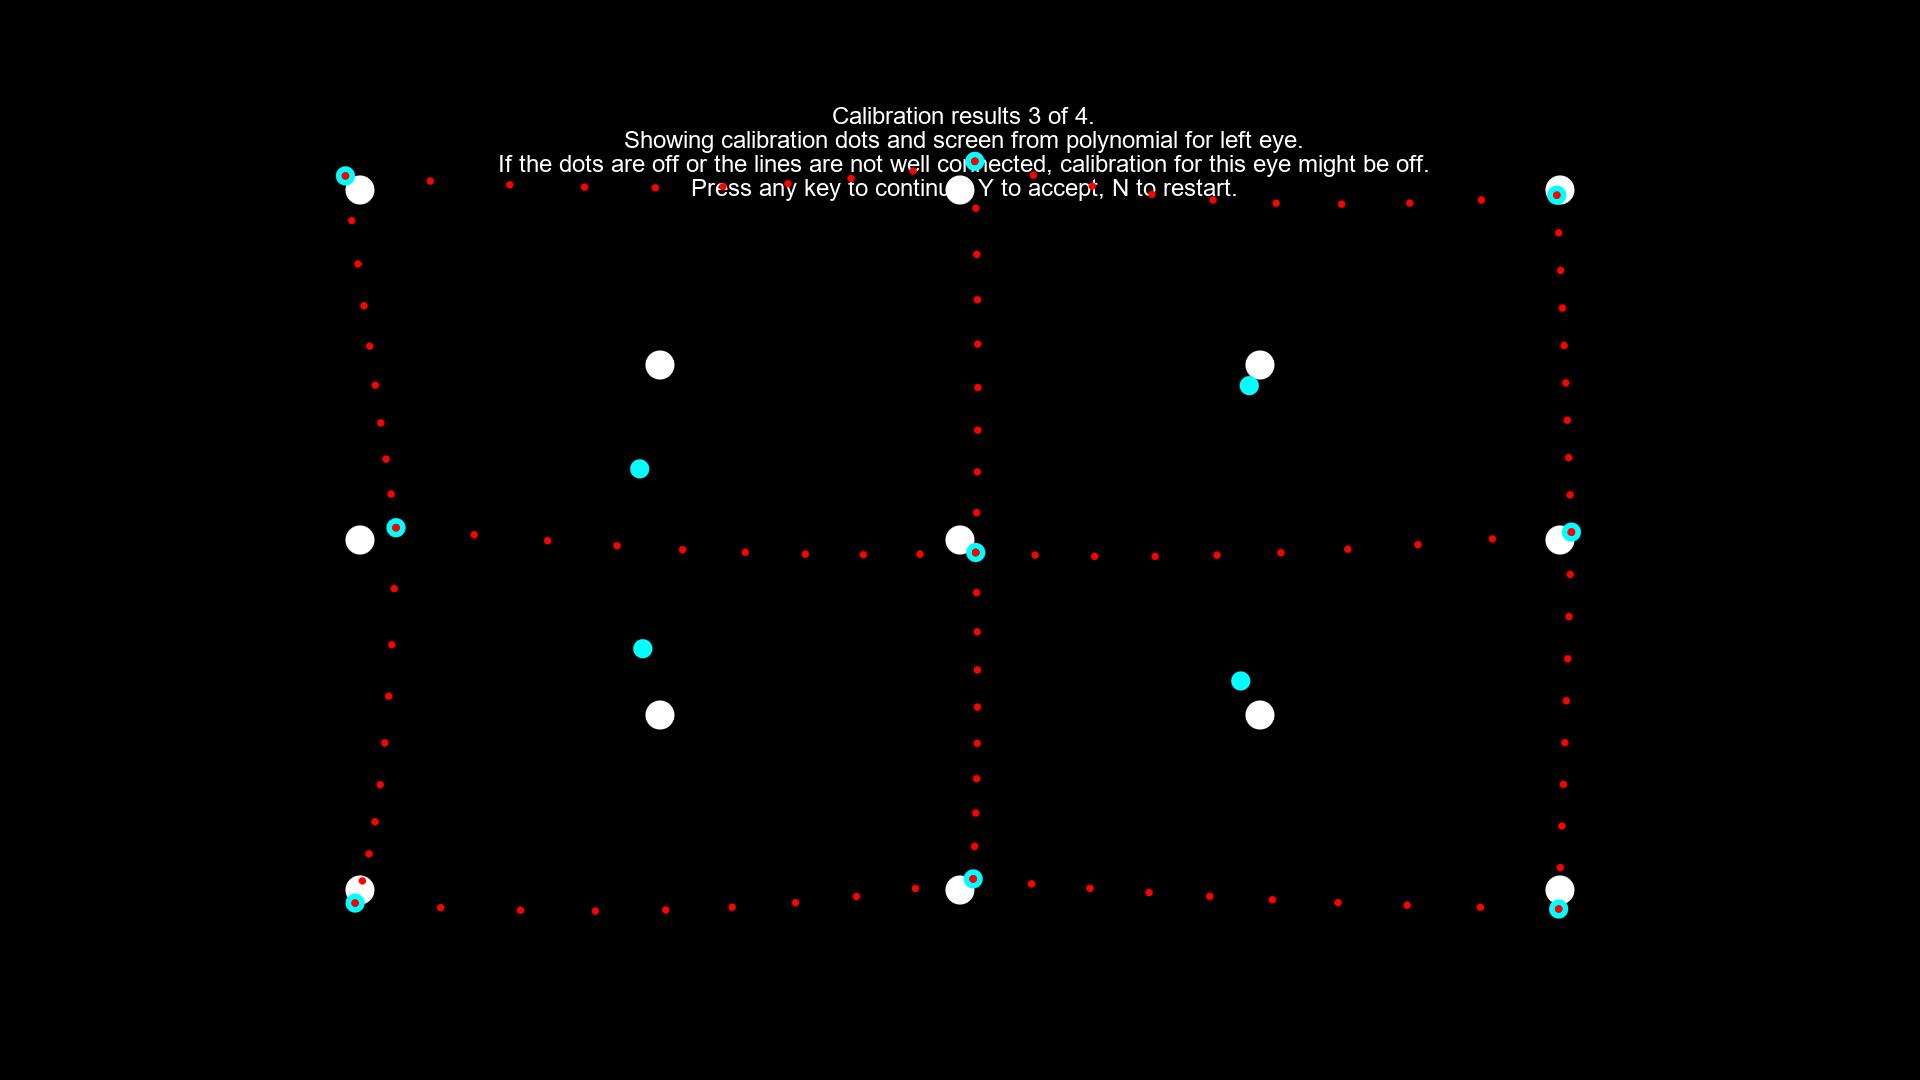 Calibration results 3 of 4.
Showing calibration dots and screen from polynomial for left eye.
If the dots are off or the lines are not well connected, calibration for this eye might be off.
Press any key to continue, Y to accept, N to restart.